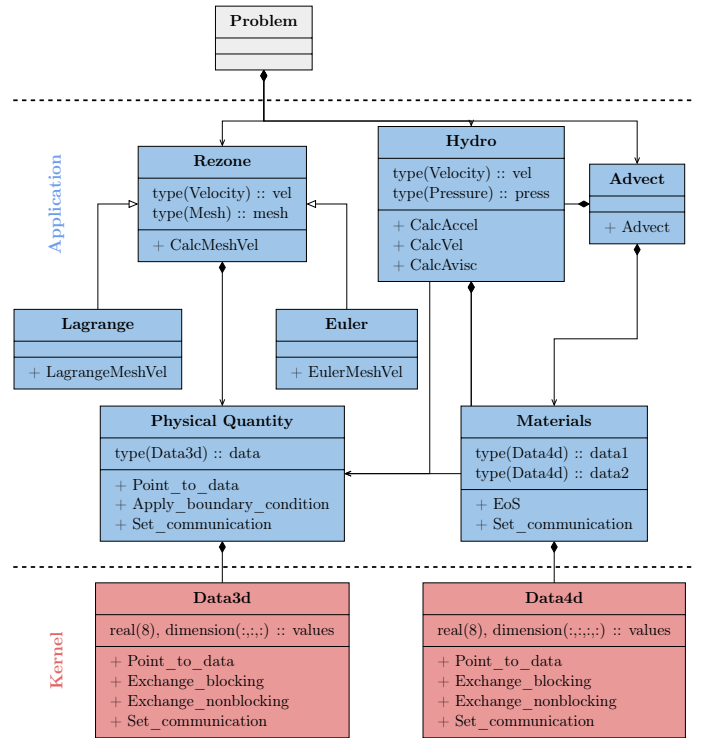 Problem
Application
Rezone
type(Velocity) :: vel
type(Mesh) :: mesh
+ CalcMeshVel
Hydro
type(Velocity) :: vel
type(Pressure) :: press
+ CalcAccel
+ CalcVel
+ CalcAvisc
Advect
+ Advect
Lagrange
+ LagrangeMeshVel
Euler
+ EulerMeshVel
Physical Quantity
type(Data3d) :: data
+ Point_to_data
+ Apply_boundary_condition
+ Set_communication
Materials
type(Data4d) :: data1
type(Data4d) :: data2
+ EoS
+ Set_communication
Kernel
Data3d
real(8), dimension(:,:,:) :: values
+ Point_to_data
+ Exchange_blocking
+ Exchange_nonblocking
+ Set_communication
Data4d
real(8), dimension(:,:,:,:) :: values
+ Point_to_data
+ Exchange_blocking
+ Exchange_nonblocking
+ Set_communication